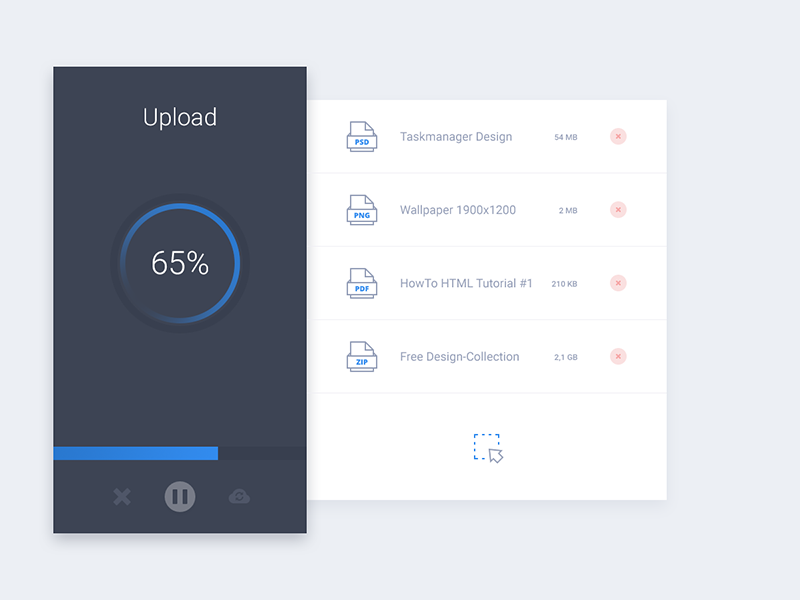 Upload
65%
PSD Taskmanager Design 54 MB
PNG Wallpaper 1900x1200 2 MB
PDF HowTo HTML Tutorial #1 210 KB
ZIP Free Design-Collection 2,1 GB